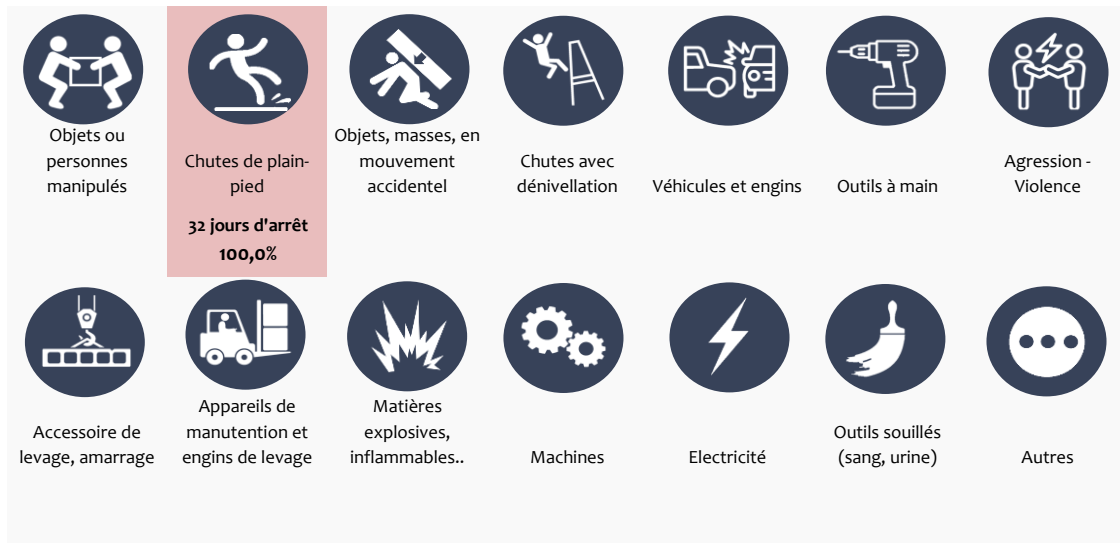 Objets ou
personnes
manipulés
Chutes de plain-
pied
32 jours d'arrêt
100,0%
Objets, masses, en
mouvement
accidentel
Chutes avec
dénivellation
Véhicules et engins
Outils à main
Agression -
Violence
Accessoire de
levage, amarrage
Appareils de
manutention et
engins de levage
Matières
explosives,
inflammables..
Machines
Electricité
Outils souillés
(sang, urine)
Autres